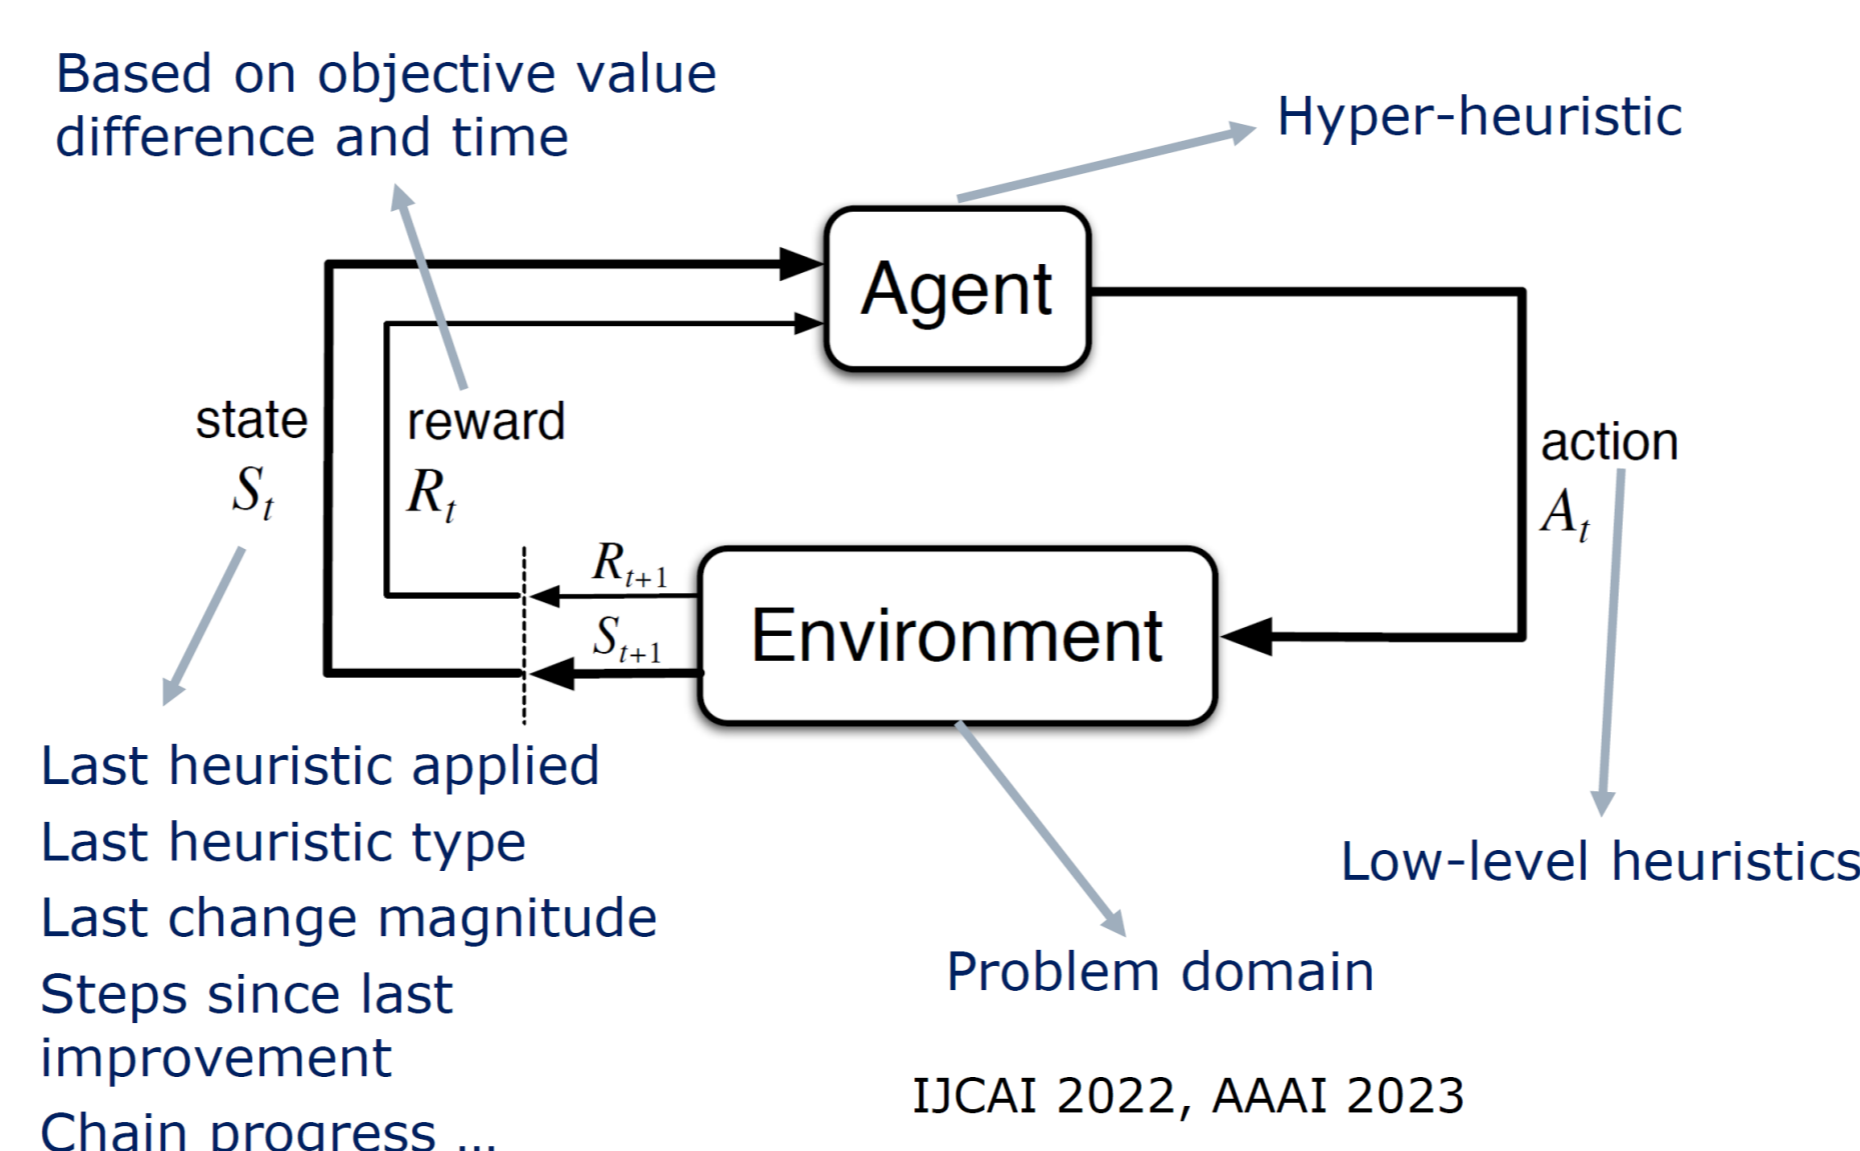 Based on objective value
difference and time
Hyper-heuristic
Agent
state
S_t
reward
R_t
action
A_t
R_{t+1}
S_{t+1}
Environment
Last heuristic applied
Last heuristic type
Last change magnitude
Steps since last
improvement
Chain progress ...
Low-level heuristics
Problem domain
IJCAI 2022, AAAI 2023